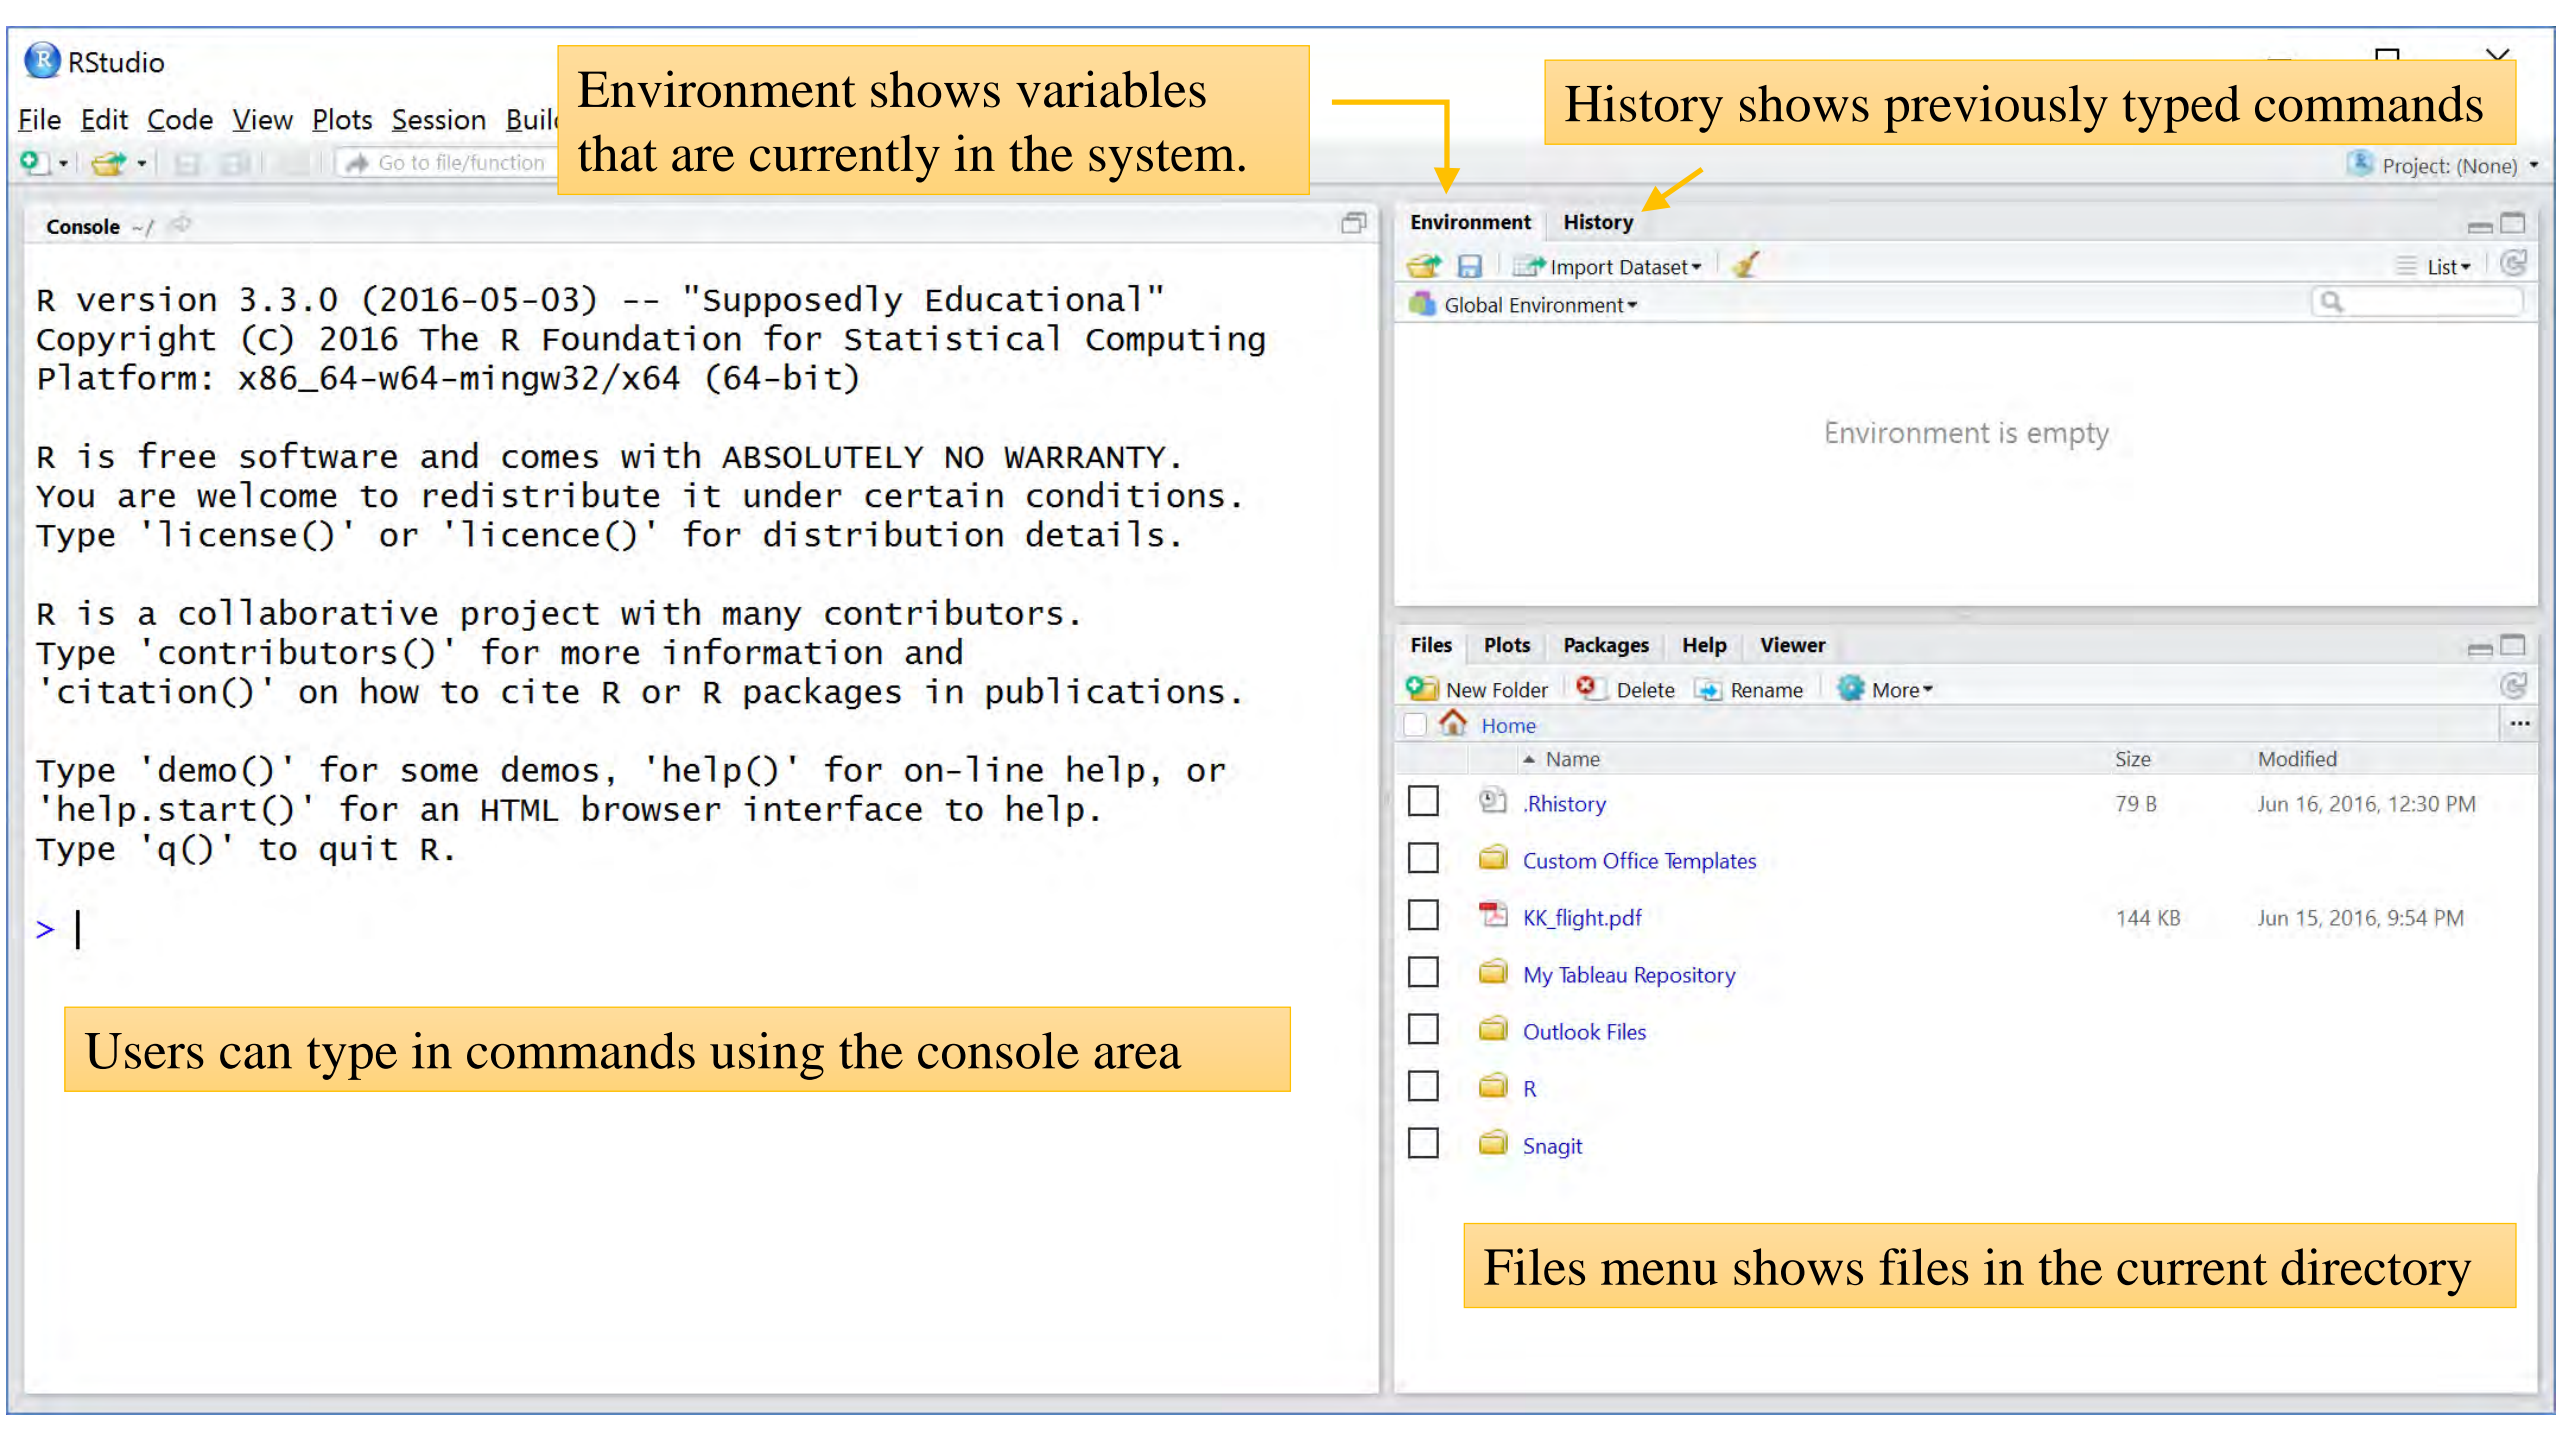 RStudio
Environment shows variables
that are currently in the system.
History shows previously typed commands
File Edit Code View Plots Session
Go to file/function
Project: (None)
Console ~/
R version 3.3.0 (2016-05-03) -- "Supposedly Educational"
Copyright (C) 2016 The R Foundation for Statistical Computing
Platform: x86_64-w64-mingw32/x64 (64-bit)
R is free software and comes with ABSOLUTELY NO WARRANTY.
You are welcome to redistribute it under certain conditions.
Type 'license()' or 'licence()' for distribution details.
R is a collaborative project with many contributors.
Type 'contributors()' for more information and
'citation()' on how to cite R or R packages in publications.
Type 'demo()' for some demos, 'help()' for on-line help, or
'help.start()' for an HTML browser interface to help.
Type 'q()' to quit R.
>
Users can type in commands using the console area
Environment History
Import Dataset List
Global Environment
Environment is empty
Files Plots Packages Help Viewer
New Folder Delete Rename More
Home ...
Name Size Modified
.Rhistory 79 B Jun 16, 2016, 12:30 PM
Custom Office Templates
KK_flight.pdf 144 KB Jun 15, 2016, 9:54 PM
My Tableau Repository
Outlook Files
R
Snagit
Files menu shows files in the current directory